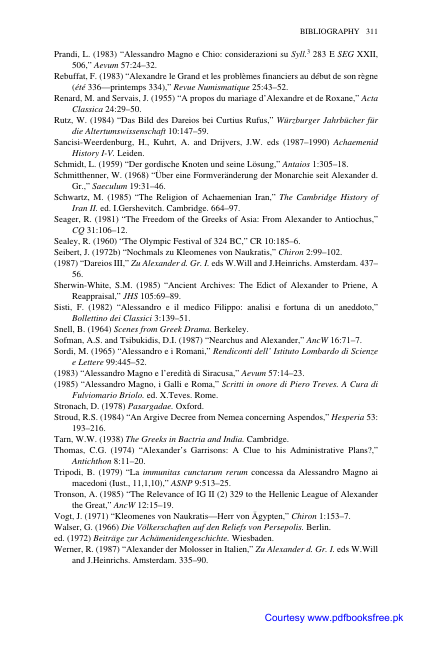 BIBLIOGRAPHY 311
Prandi, L. (1983) “Alessandro Magno e Chio: considerazioni su Syll.³ 283 E SEG XXII,
506,” Aevum 57:24–32.
Rebuffat, F. (1983) “Alexandre le Grand et les problèmes financiers au début de son règne
(été 336—printemps 334),” Revue Numismatique 25:43–52.
Renard, M. and Servais, J. (1955) “A propos du mariage d’Alexandre et de Roxane,” Acta
Classica 24:29–50.
Rutz, W. (1984) “Das Bild des Dareios bei Curtius Rufus,” Würzburger Jahrbücher für
die Altertumswissenschaft 10:147–59.
Sancisi-Weerdenburg, H., Kuhrt, A. and Drijvers, J.W. eds (1987–1990) Achaemenid
History I-V. Leiden.
Schmidt, L. (1959) “Der gordische Knoten und seine Lösung,” Antaios 1:305–18.
Schmitthenner, W. (1968) “Über eine Formveränderung der Monarchie seit Alexander d.
Gr.,” Saeculum 19:31–46.
Schwartz, M. (1985) “The Religion of Achaemenian Iran,” The Cambridge History of
Iran II. ed. I.Gershevitch. Cambridge. 664–97.
Seager, R. (1981) “The Freedom of the Greeks of Asia: From Alexander to Antiochus,”
CQ 31:106–12.
Sealey, R. (1960) “The Olympic Festival of 324 BC,” CR 10:185–6.
Seibert, J. (1972b) “Nochmals zu Kleomenes von Naukratis,” Chiron 2:99–102.
(1987) “Dareios III,” Zu Alexander d. Gr. I. eds W.Will and J.Heinrichs. Amsterdam. 437–
56.
Sherwin-White, S.M. (1985) “Ancient Archives: The Edict of Alexander to Priene, A
Reappraisal,” JHS 105:69–89.
Sisti, F. (1982) “Alessandro e il medico Filippo: analisi e fortuna di un aneddoto,”
Bollettino dei Classici 3:139–51.
Snell, B. (1964) Scenes from Greek Drama. Berkeley.
Sofman, A.S. and Tsibukidis, D.I. (1987) “Nearchus and Alexander,” AncW 16:71–7.
Sordi, M. (1965) “Alessandro e i Romani,” Rendiconti dell’ Istituto Lombardo di Scienze
e Lettere 99:445–52.
(1983) “Alessandro Magno e l’eredità di Siracusa,” Aevum 57:14–23.
(1985) “Alessandro Magno, i Galli e Roma,” Scritti in onore di Piero Treves. A Cura di
Fulviomario Briolo. ed. X.Teves. Rome.
Stronach, D. (1978) Pasargadae. Oxford.
Stroud, R.S. (1984) “An Argive Decree from Nemea concerning Aspendos,” Hesperia 53:
193–216.
Tarn, W.W. (1938) The Greeks in Bactria and India. Cambridge.
Thomas, C.G. (1974) “Alexander’s Garrisons: A Clue to his Administrative Plans?,”
Antichthon 8:11–20.
Tripodi, B. (1979) “La immunitas cunctarum rerum concessa da Alessandro Magno ai
macedoni (Iust., 11,1,10),” ASNP 9:513–25.
Tronson, A. (1985) “The Relevance of IG II (2) 329 to the Hellenic League of Alexander
the Great,” AncW 12:15–19.
Vogt, J. (1971) “Kleomenes von Naukratis—Herr von Ägypten,” Chiron 1:153–7.
Walser, G. (1966) Die Völkerschaften auf den Reliefs von Persepolis. Berlin.
ed. (1972) Beiträge zur Achämenidengeschichte. Wiesbaden.
Werner, R. (1987) “Alexander der Molosser in Italien,” Zu Alexander d. Gr. I. eds W.Will
and J.Heinrichs. Amsterdam. 335–90.
Courtesy www.pdfbooksfree.pk